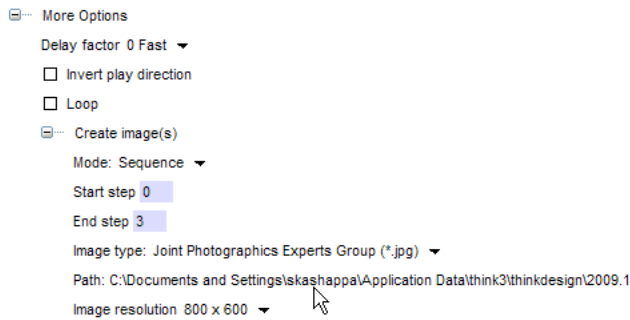 More Options
Delay factor 0 Fast
Invert play direction
Loop
Create image(s)
Mode: Sequence
Start step 0
End step 3
Image type: Joint Photographics Experts Group (*.jpg)
Path: C:\Documents and Settings\skashappa\Application Data\think3\thinkdesign\2009.1
Image resolution 800 x 600